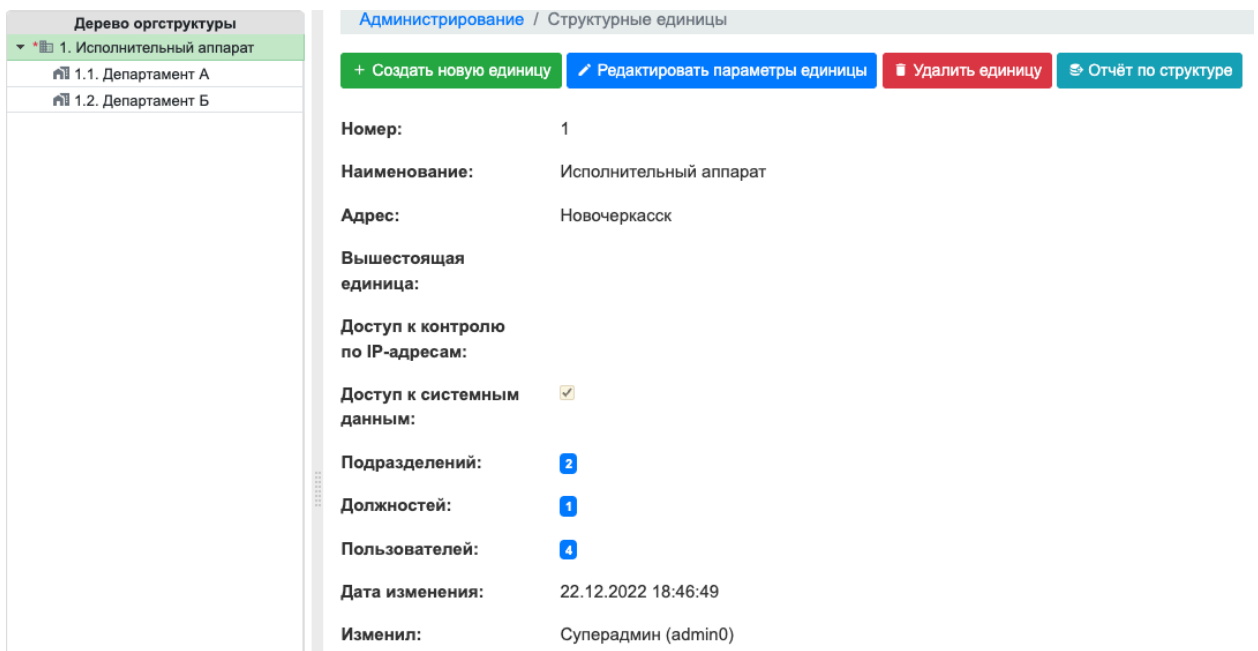 Дерево оргструктуры
* 1. Исполнительный аппарат
1.1. Департамент А
1.2. Департамент Б
Администрирование / Структурные единицы
+ Создать новую единицу
Редактировать параметры единицы
Удалить единицу
Отчёт по структуре
Номер: 1
Наименование: Исполнительный аппарат
Адрес: Новочеркасск
Вышестоящая
единица:
Доступ к контролю
по IP-адресам:
Доступ к системным
данным:
Подразделений: 2
Должностей: 1
Пользователей: 4
Дата изменения: 22.12.2022 18:46:49
Изменил: Суперадмин (admin0)